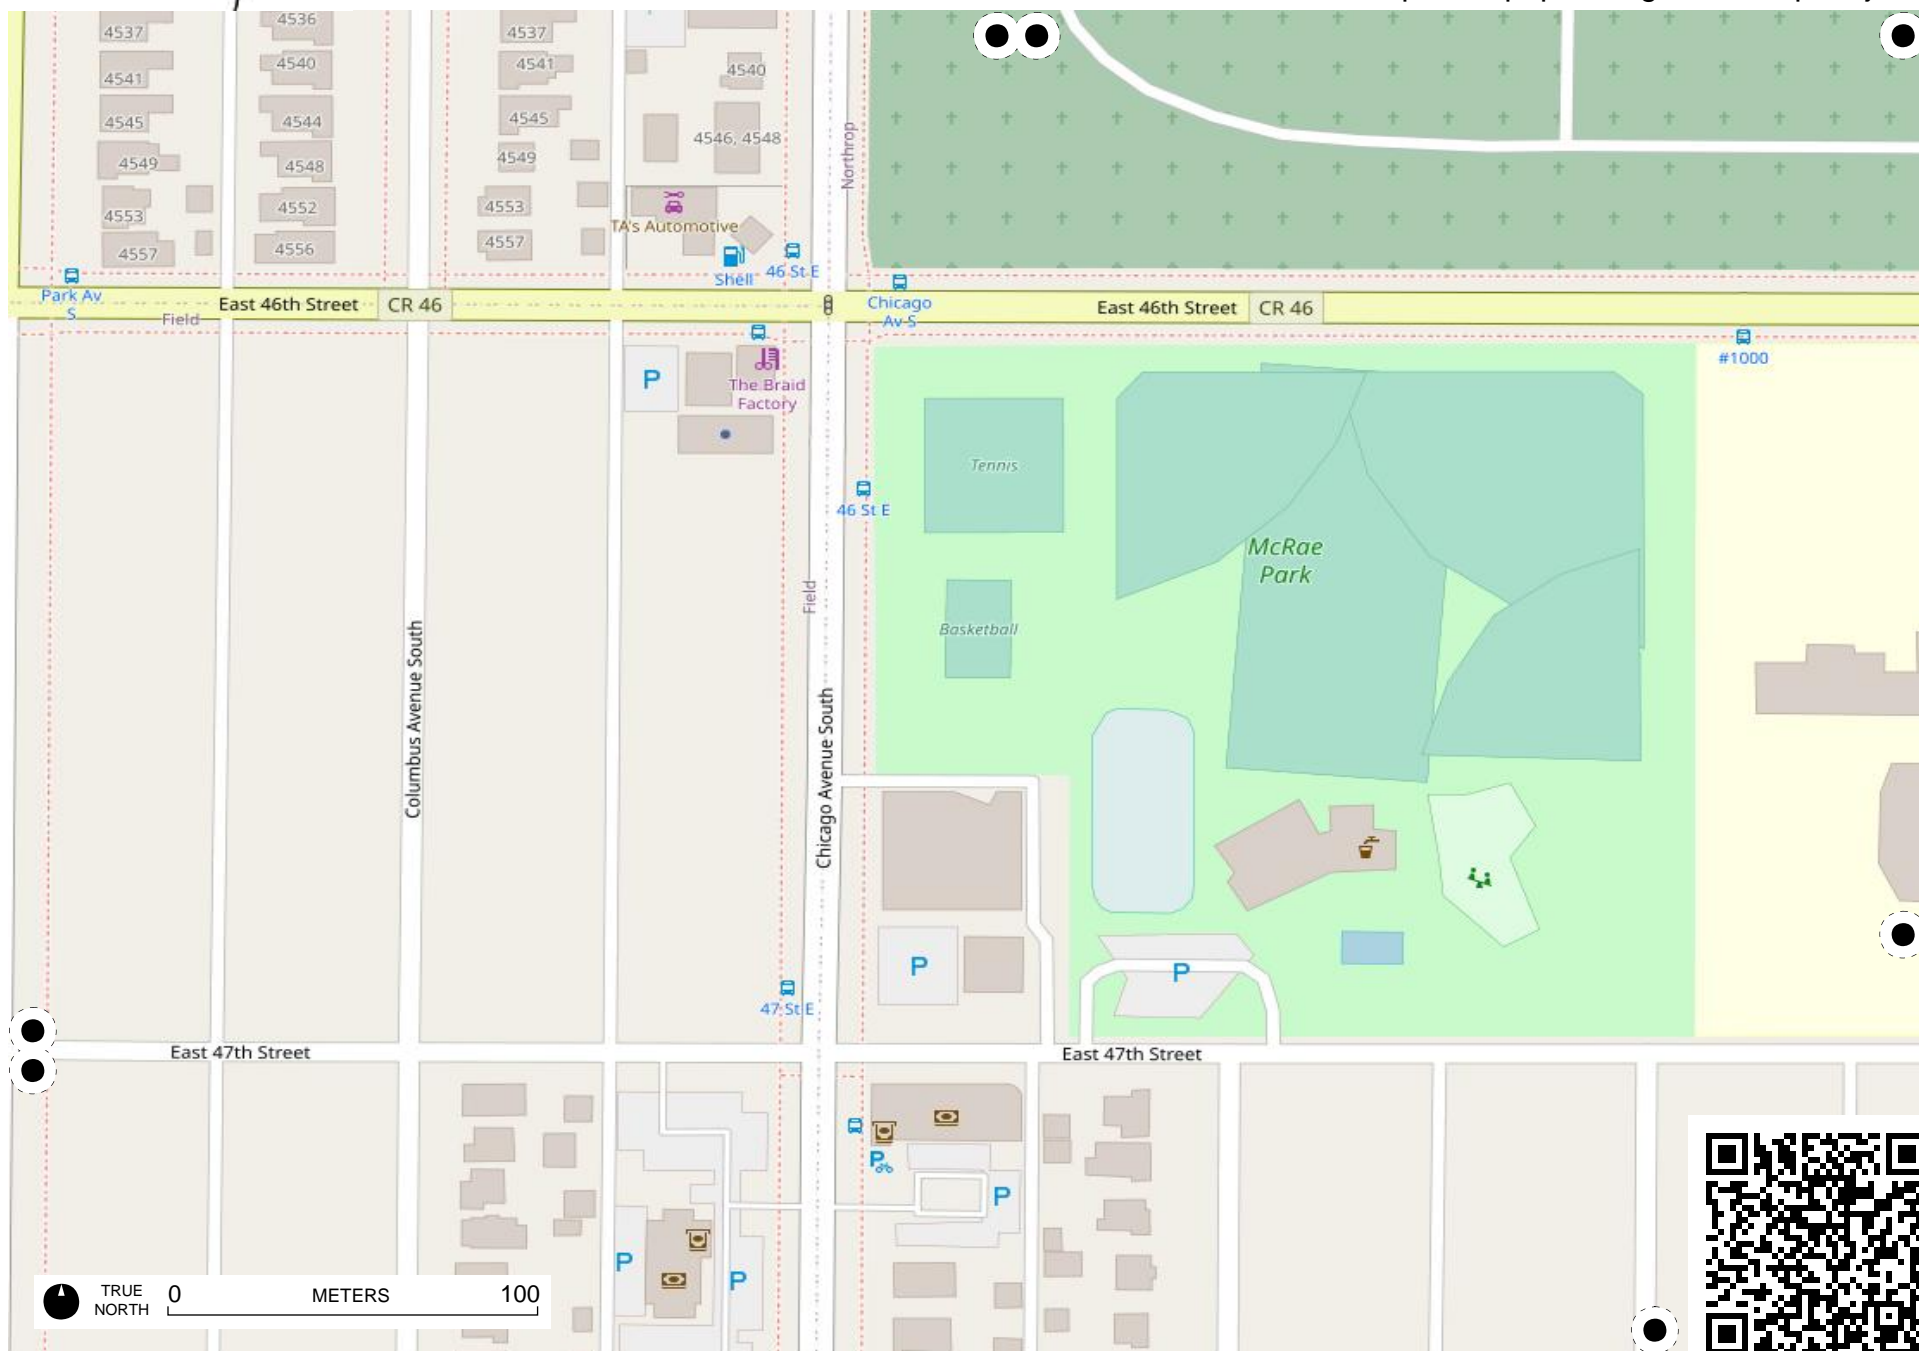 4537
4536
4537
4541
4540
4541
4540
4545
4544
4545
4546, 4548
4549
4548
4549
Northrop
4553
4552
4553
TA's Automotive
4557
4556
4557
Shell
46 St E
Park Av
S
East 46th Street
CR 46
Chicago
Av S
East 46th Street
CR 46
Field
#1000
P
The Braid
Factory
Tennis
46 St E
McRae
Park
Field
Basketball
Columbus Avenue South
Chicago Avenue South
P
P
47 St E
East 47th Street
East 47th Street
P
P
P
P
TRUE
NORTH
0
METERS
100